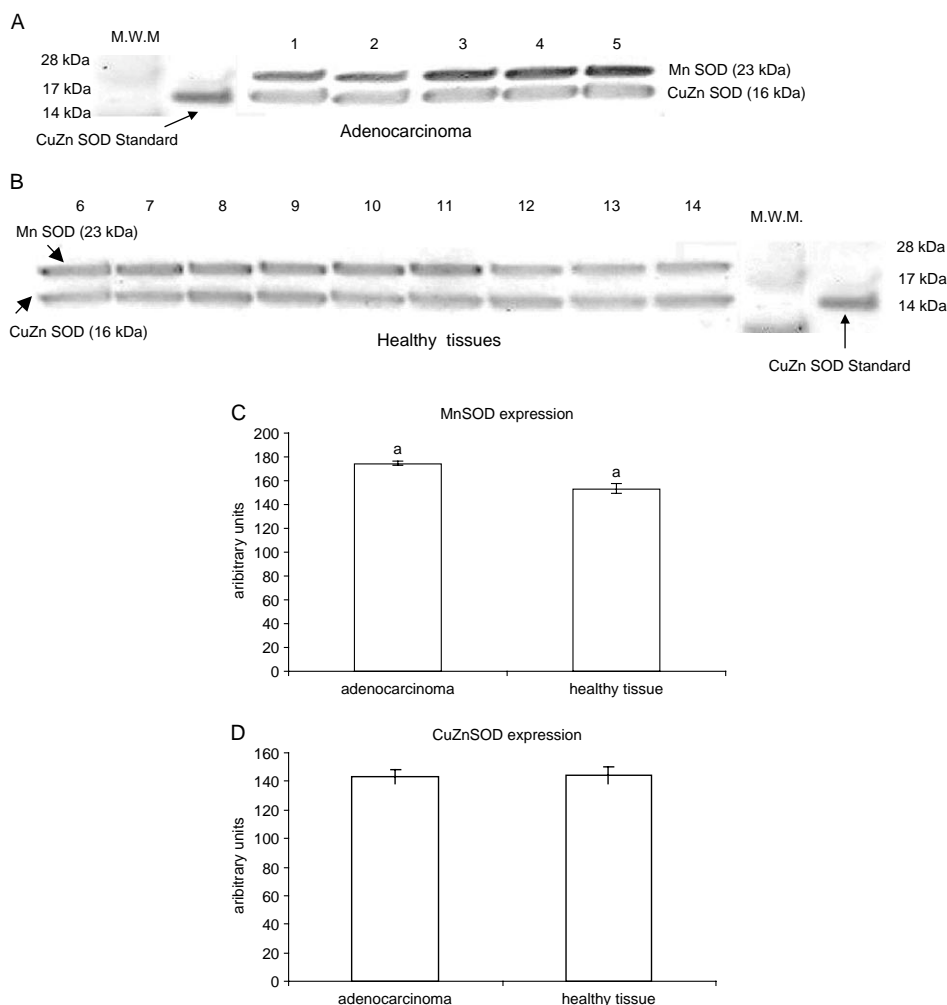 A
M.W.M
1 2 3 4 5
28 kDa
17 kDa
14 kDa
Mn SOD (23 kDa)
CuZn SOD (16 kDa)
CuZn SOD Standard
Adenocarcinoma
B
6 7 8 9 10 11 12 13 14
M.W.M.
Mn SOD (23 kDa)
CuZn SOD (16 kDa)
28 kDa
17 kDa
14 kDa
Healthy tissues
CuZn SOD Standard
C
MnSOD expression
200
180
160
140
120
100
80
60
40
20
0
aribitrary units
a
a
adenocarcinoma
healthy tissue
D
CuZnSOD expression
160
140
120
100
80
60
40
20
0
aribitrary units
adenocarcinoma
healthy tissue